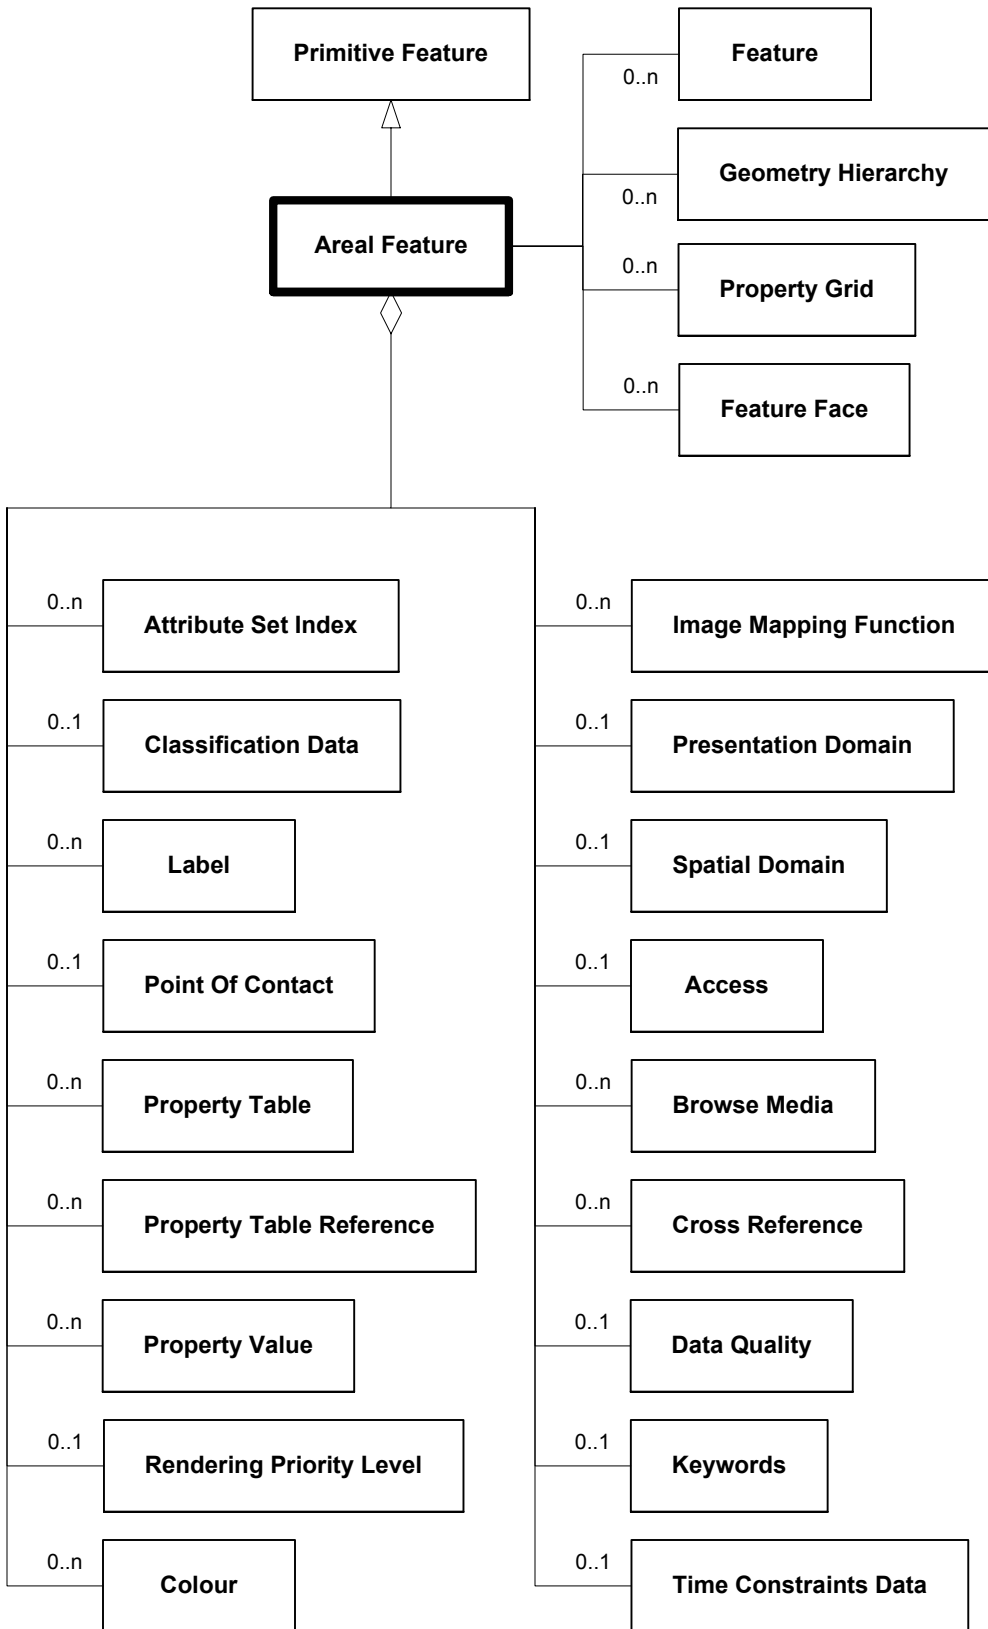 Primitive Feature
Feature
0..n
Geometry Hierarchy
0..n
Areal Feature
0..n
Property Grid
0..n
Feature Face
0..n
Attribute Set Index
0..n
Image Mapping Function
0..1
Classification Data
0..1
Presentation Domain
0..n
Label
0..1
Spatial Domain
0..1
Point Of Contact
0..1
Access
0..n
Property Table
0..n
Browse Media
0..n
Property Table Reference
0..n
Cross Reference
0..n
Property Value
0..1
Data Quality
0..1
Rendering Priority Level
0..1
Keywords
0..n
Colour
0..1
Time Constraints Data